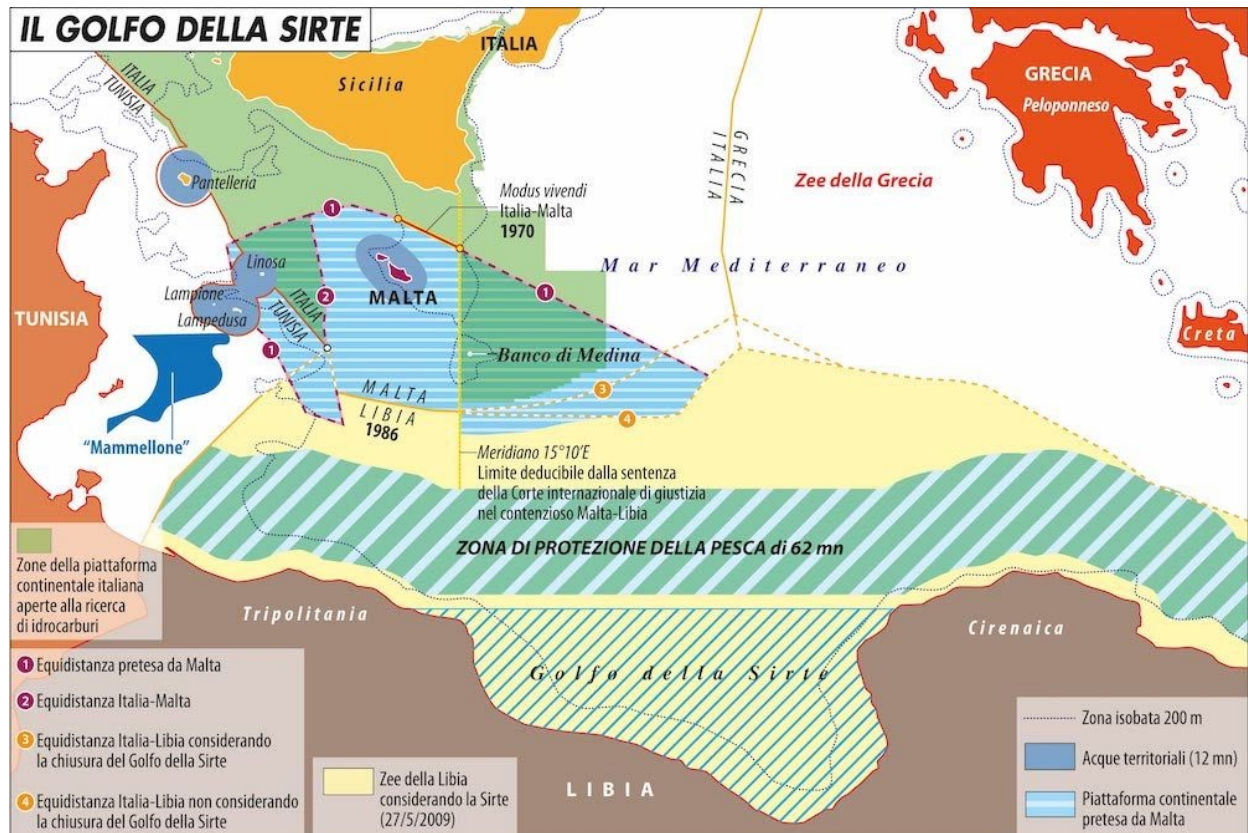 IL GOLFO DELLA SIRTE
ITALIA
Sicilia
ITALIA
TUNISIA
GRECIA
Peloponneso
GRECIA
ITALIA
Zee della Grecia
Pantelleria
Modus vivendi
Italia-Malta
1970
1
Mar Mediterraneo
Linosa
Lampione
Lampedusa
ITALIA
TUNISIA
2
MALTA
1
TUNISIA
Creta
1
Banco di Medina
3
4
MALTA
LIBIA
1986
"Mammellone"
Meridiano 15°10'E
Limite deducibile dalla sentenza
della Corte internazionale di giustizia
nel contenzioso Malta-Libia
ZONA DI PROTEZIONE DELLA PESCA di 62 mn
Zone della piattaforma
continentale italiana
aperte alla ricerca
di idrocarburi
Tripolitania
Cirenaica
Golfo della Sirte
LIBIA
1 Equidistanza pretesa da Malta
2 Equidistanza Italia-Malta
3 Equidistanza Italia-Libia considerando
la chiusura del Golfo della Sirte
4 Equidistanza Italia-Libia non considerando
la chiusura del Golfo della Sirte
Zee della Libia
considerando la Sirte
(27/5/2009)
Zona isobata 200 m
Acque territoriali (12 mn)
Piattaforma continentale
pretesa da Malta